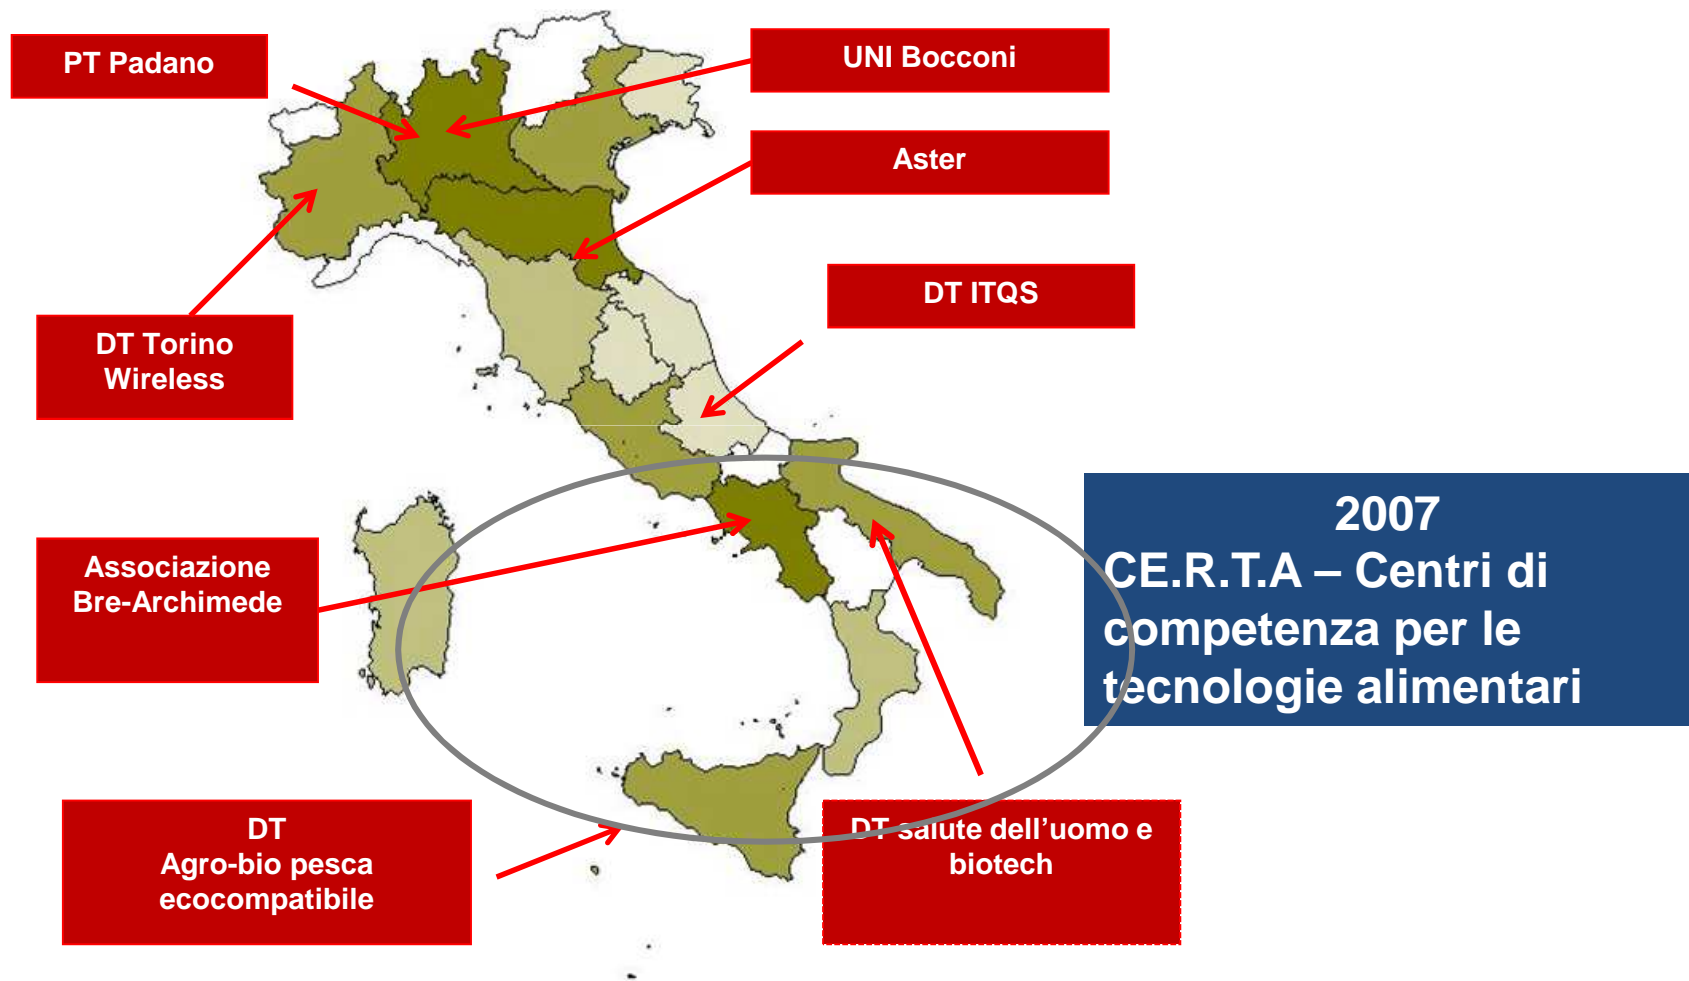 PT Padano
UNI Bocconi
Aster
DT ITQS
DT Torino
Wireless
2007
CE.R.T.A – Centri di
competenza per le
tecnologie alimentari
Associazione
Bre-Archimede
DT
Agro-bio pesca
ecocompatibile
DT salute dell’uomo e
biotech